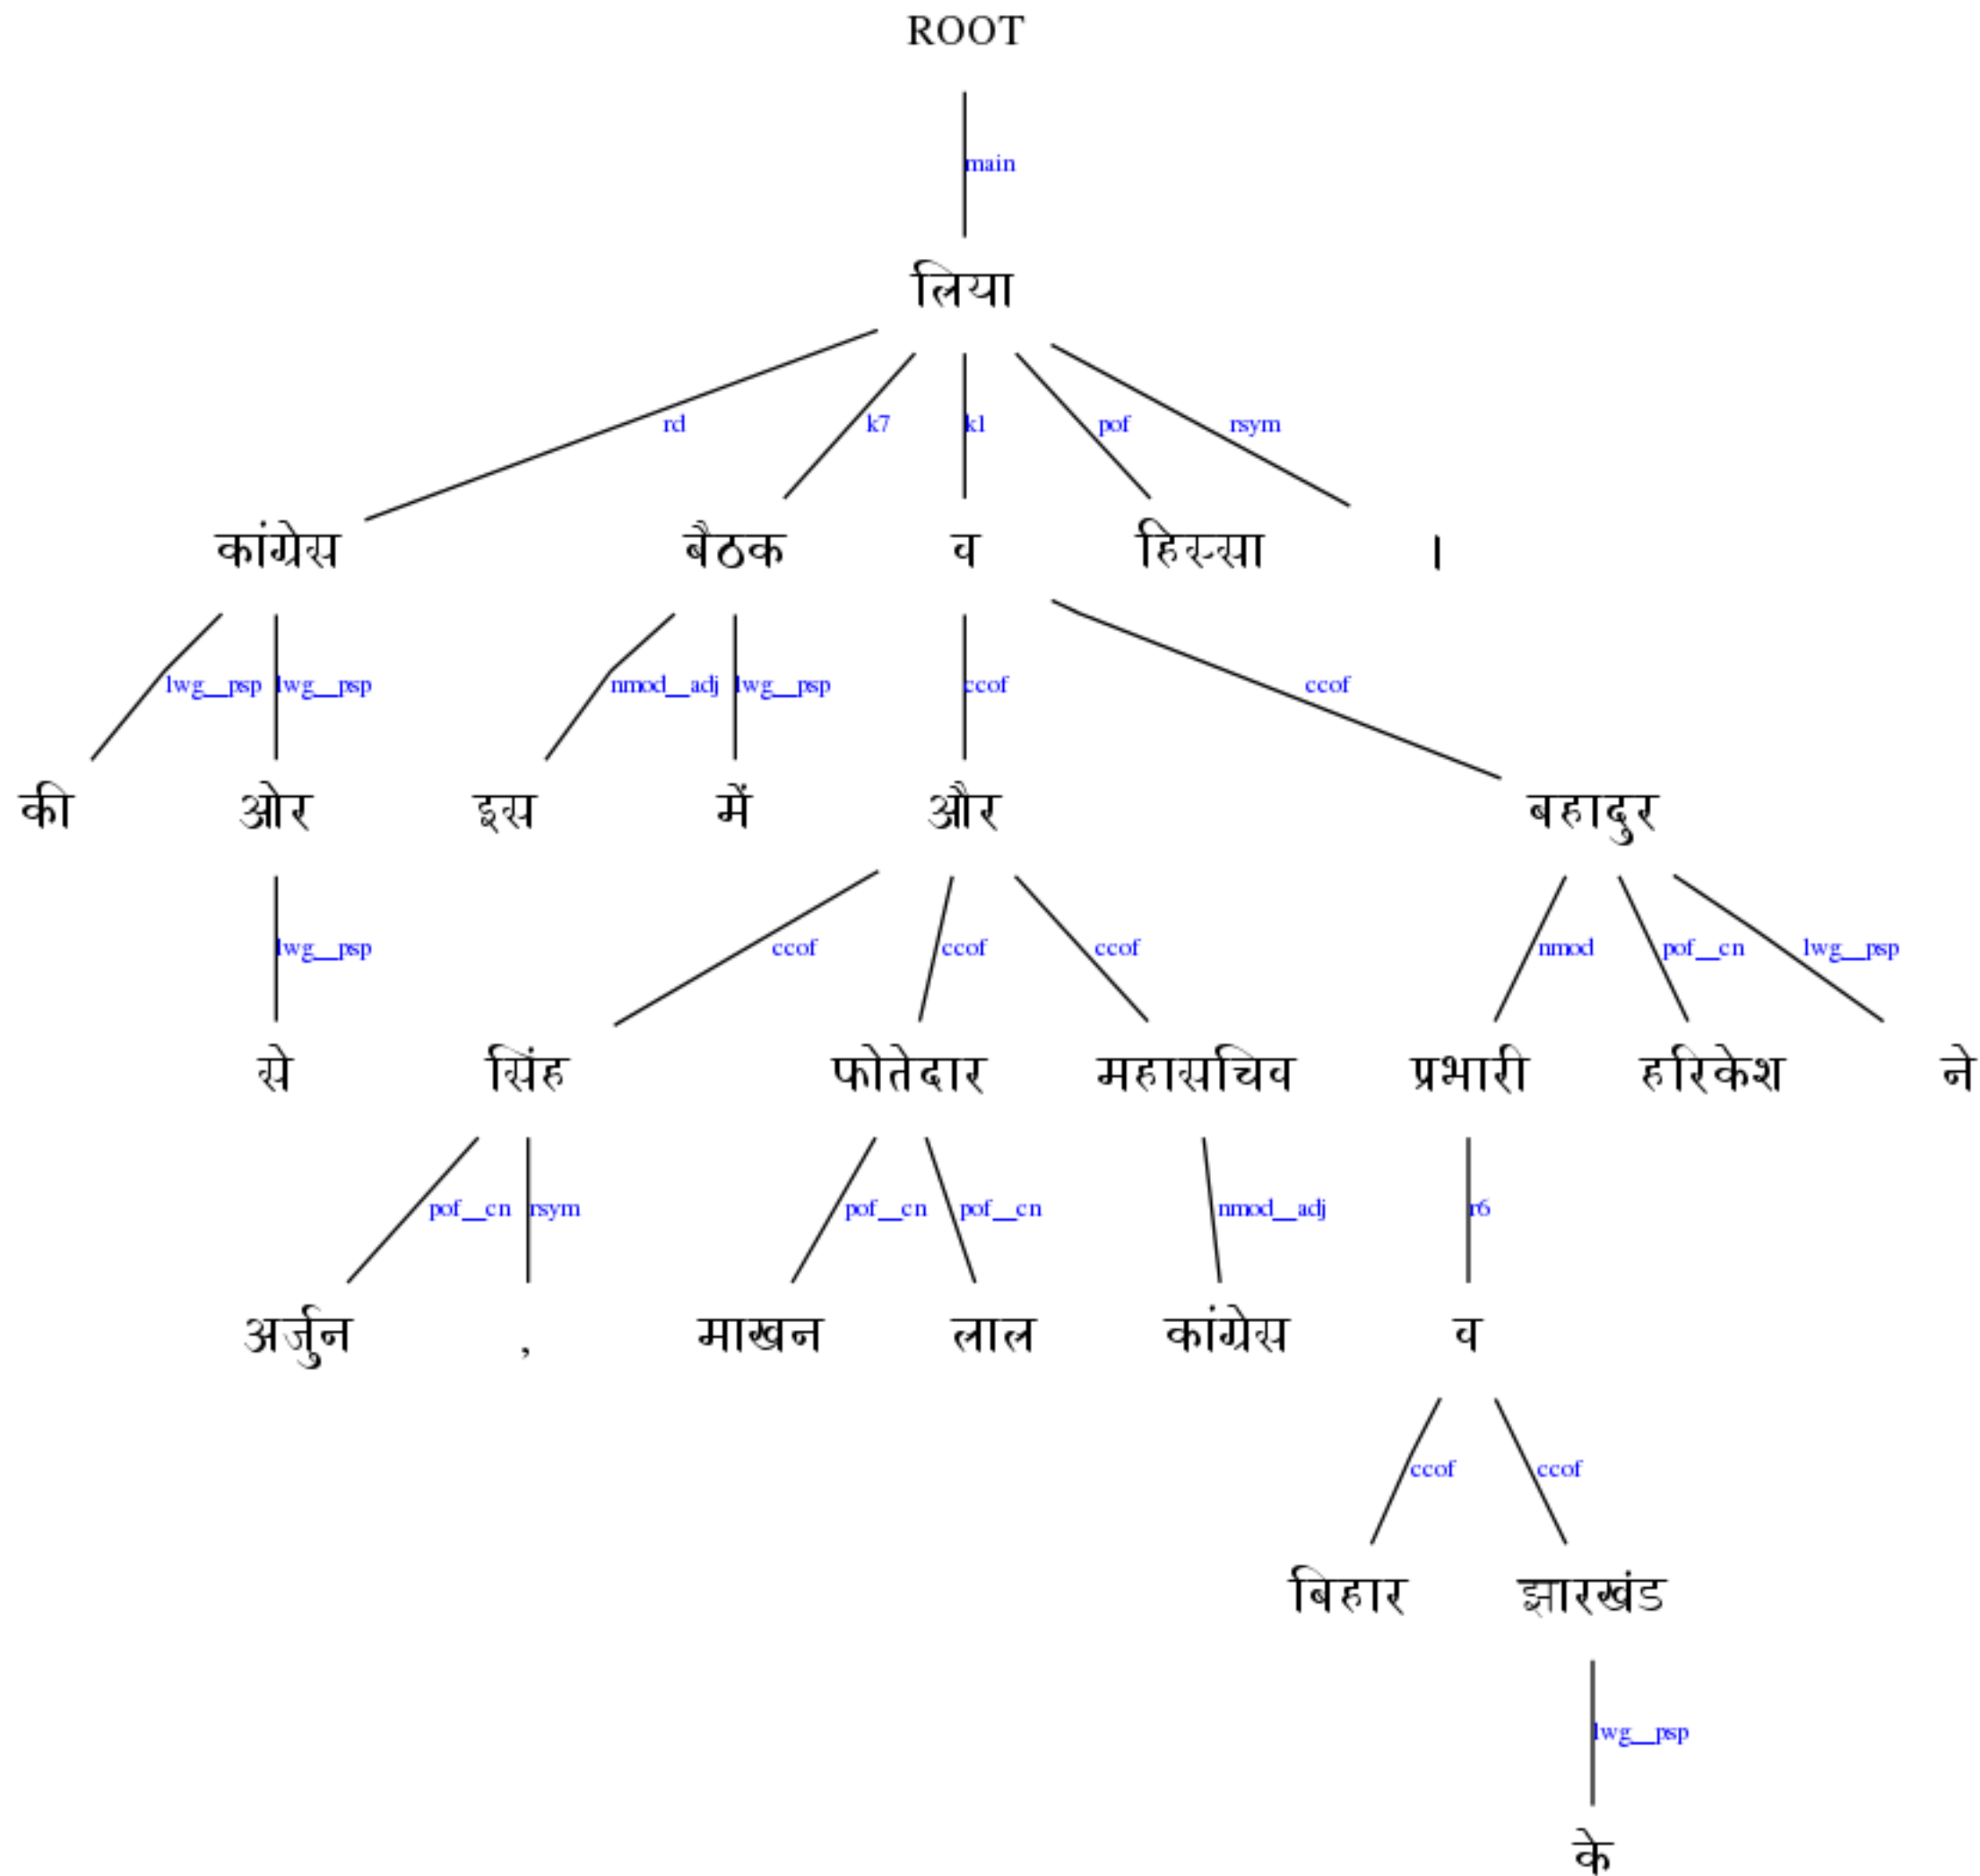 ROOT
main
लिया
rd k7 k1 pof rsym
कांग्रेस बैठक व हिस्सा ।
lwg__psp lwg__psp nmod__adj lwg__psp ccof ccof
की ओर इस में और बहादुर
lwg__psp ccof ccof ccof nmod pof__cn lwg__psp
से सिंह फोतेदार महासचिव प्रभारी हरिकेश ने
pof__cn rsym pof__cn pof__cn nmod__adj r6
अर्जुन , माखन लाल कांग्रेस व
ccof ccof
बिहार झारखंड
lwg__psp
के